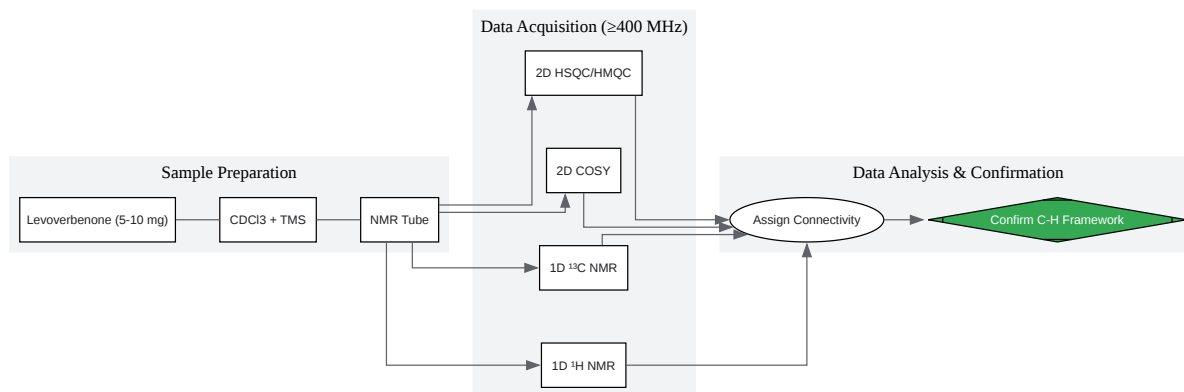 Sample Preparation
Levoverbenone (5-10 mg)
CDCl3 + TMS
NMR Tube
Data Acquisition (≥400 MHz)
2D HSQC/HMQC
2D COSY
1D ¹³C NMR
1D ¹H NMR
Data Analysis & Confirmation
Assign Connectivity
Confirm C-H Framework